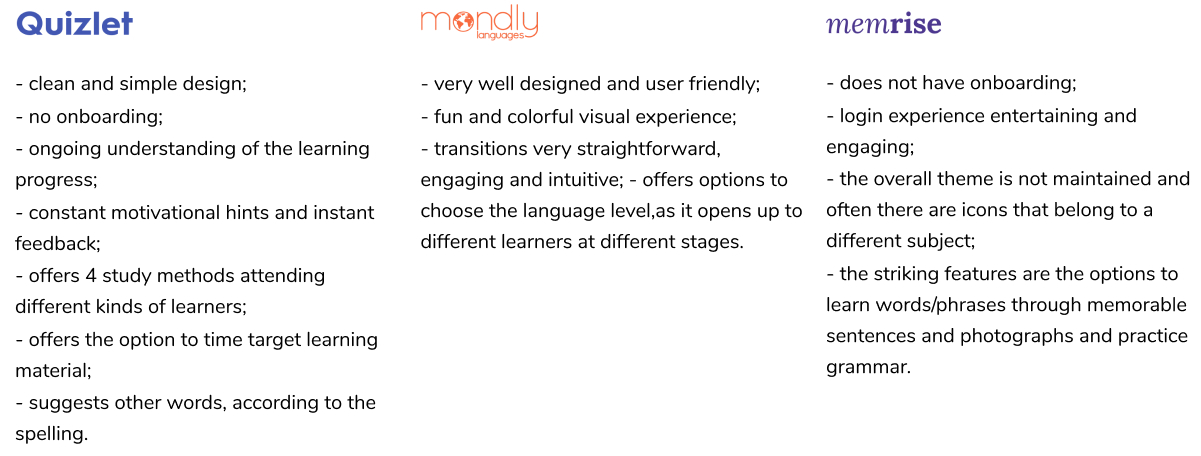 Quizlet
- clean and simple design;
- no onboarding;
- ongoing understanding of the learning
progress;
- constant motivational hints and instant
feedback;
- offers 4 study methods attending
different kinds of learners;
- offers the option to time target learning
material;
- suggests other words, according to the
spelling.
mondly
languages
- very well designed and user friendly;
- fun and colorful visual experience;
- transitions very straightforward,
engaging and intuitive; - offers options to
choose the language level,as it opens up to
different learners at different stages.
memrise
- does not have onboarding;
- login experience entertaining and
engaging;
- the overall theme is not maintained and
often there are icons that belong to a
different subject;
- the striking features are the options to
learn words/phrases through memorable
sentences and photographs and practice
grammar.